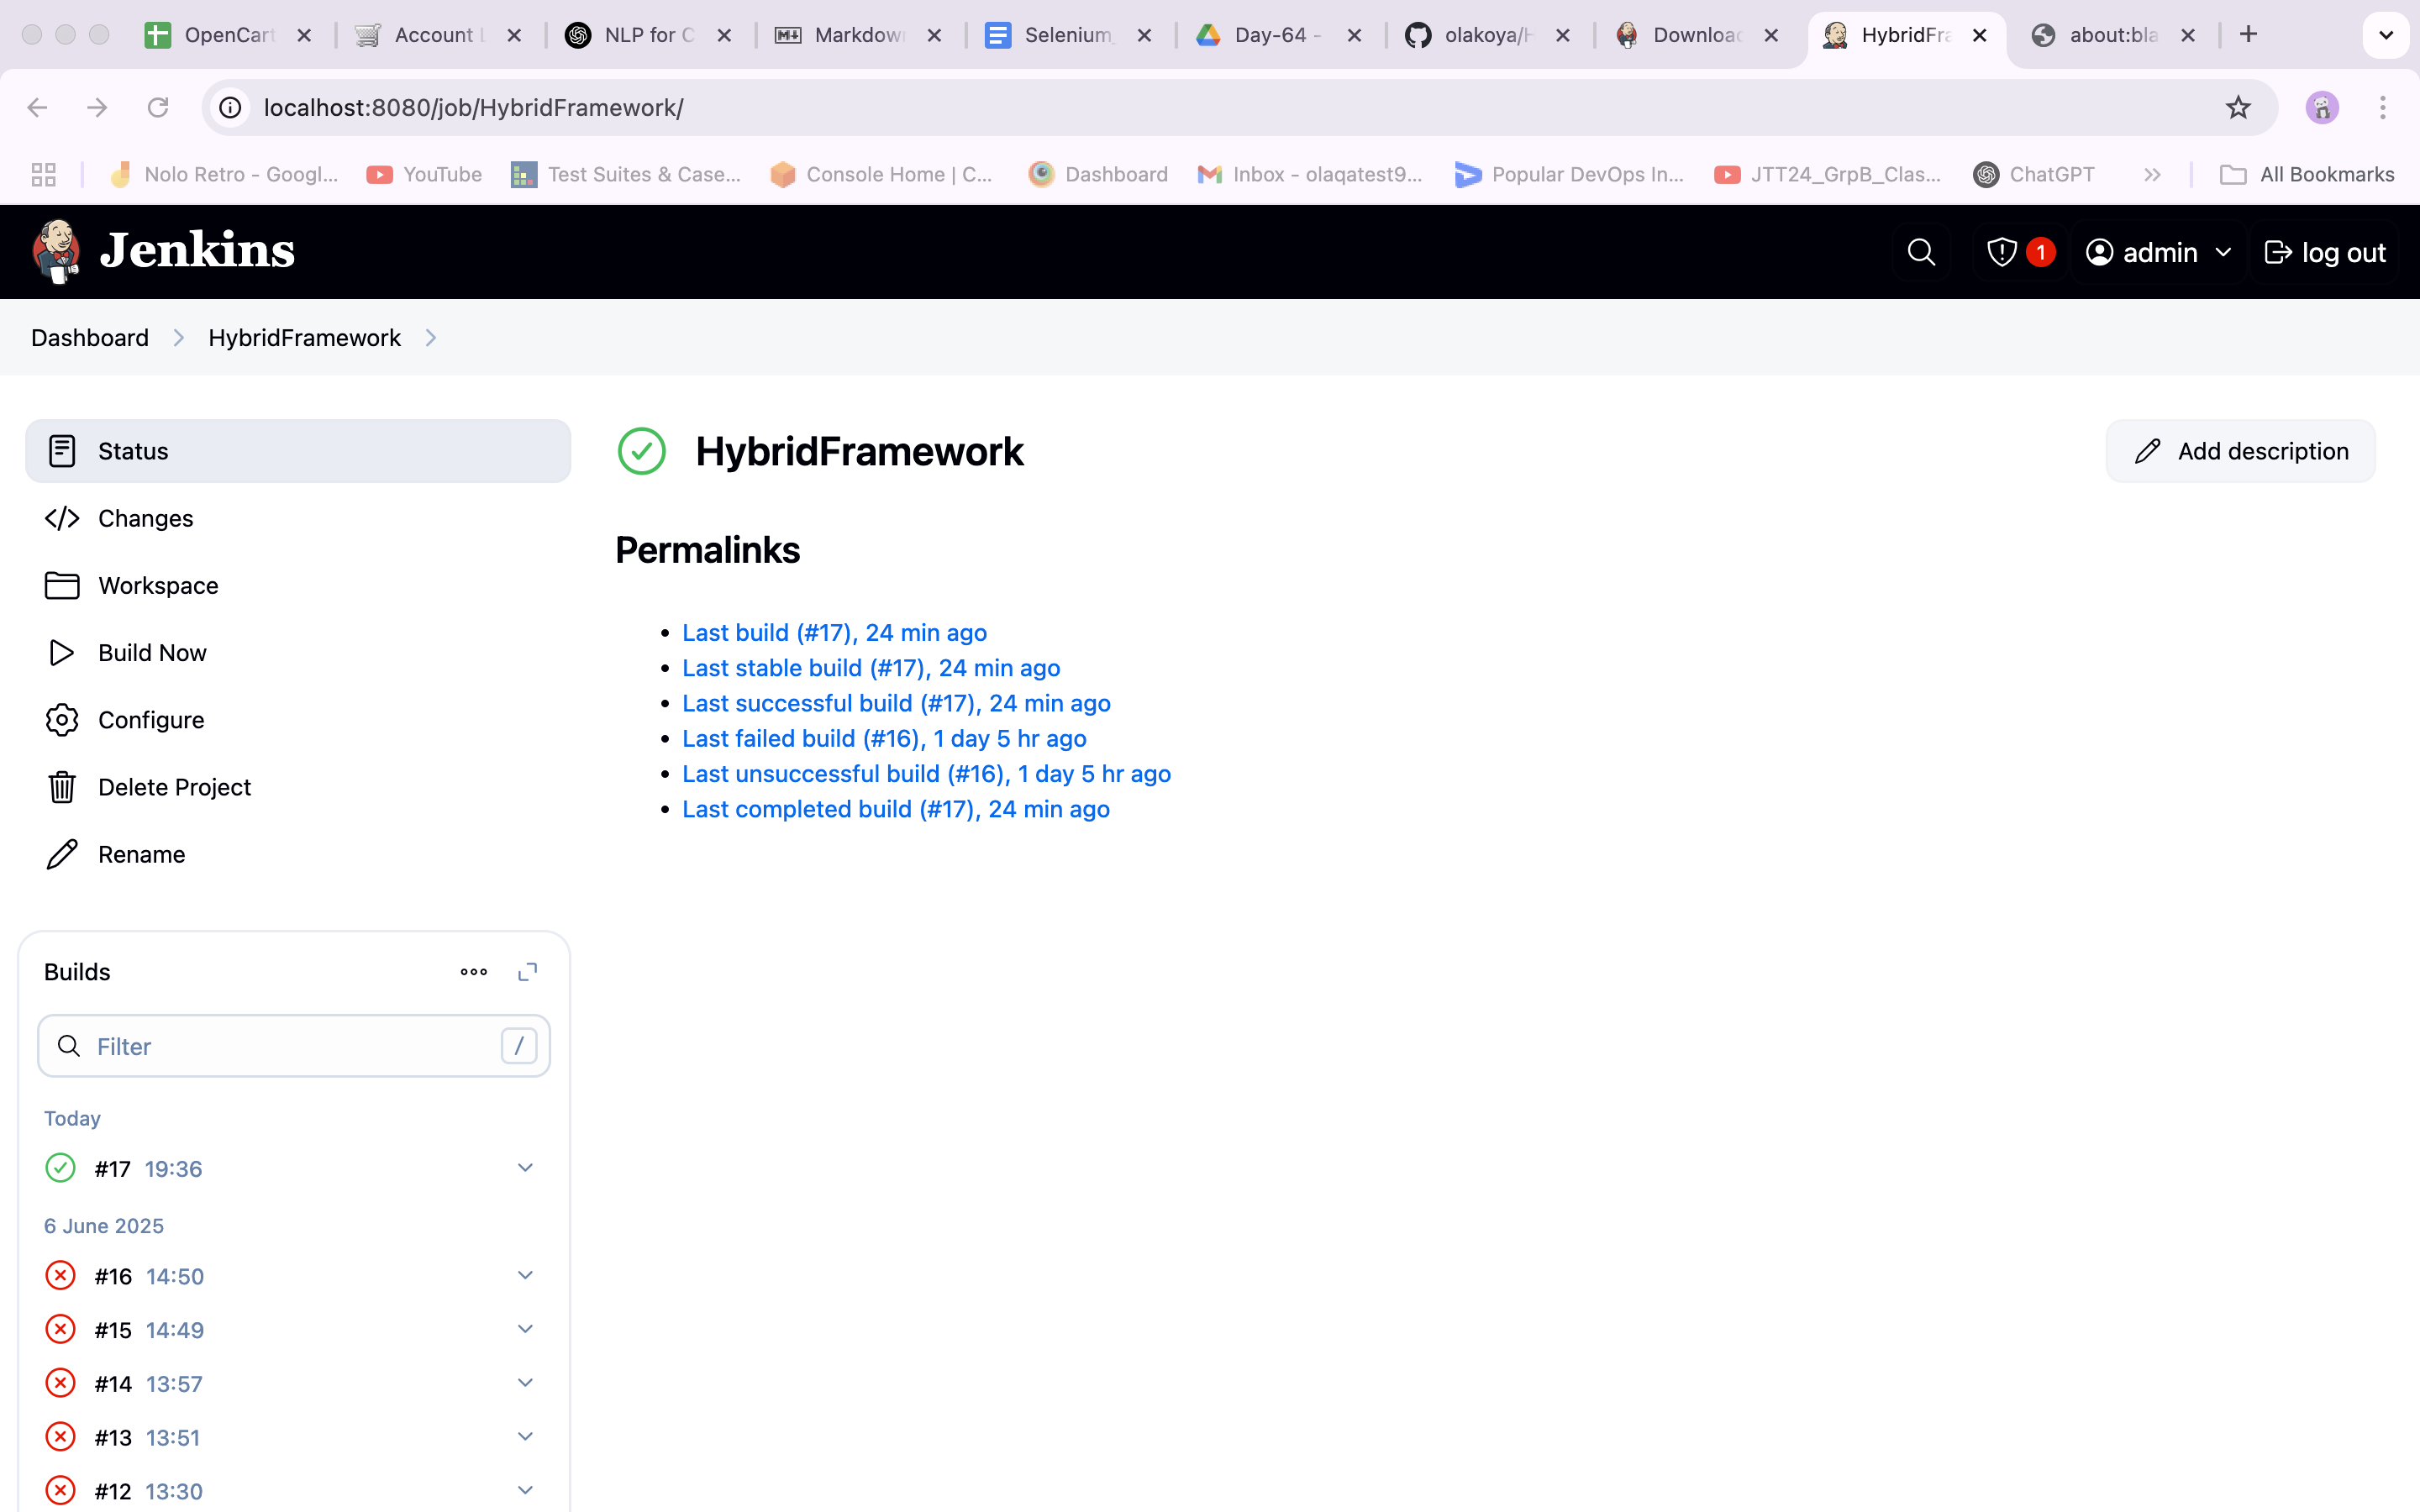 OpenCart
Account L
NLP for C
Markdow
Selenium_
Day-64 -
olakoya/H
Downloa
HybridFra
about:bla
localhost:8080/job/HybridFramework/
Nolo Retro - Googl...
YouTube
Test Suites & Case...
Console Home | C...
Dashboard
Inbox - olaqatest9...
Popular DevOps In...
JTT24_GrpB_Clas...
ChatGPT
All Bookmarks
Jenkins
1
admin
log out
Dashboard
HybridFramework
Status
Changes
Workspace
Build Now
Configure
Delete Project
Rename
HybridFramework
Add description
Permalinks
Last build (#17), 24 min ago
Last stable build (#17), 24 min ago
Last successful build (#17), 24 min ago
Last failed build (#16), 1 day 5 hr ago
Last unsuccessful build (#16), 1 day 5 hr ago
Last completed build (#17), 24 min ago
Builds
Filter
/
Today
#17 19:36
6 June 2025
#16 14:50
#15 14:49
#14 13:57
#13 13:51
#12 13:30